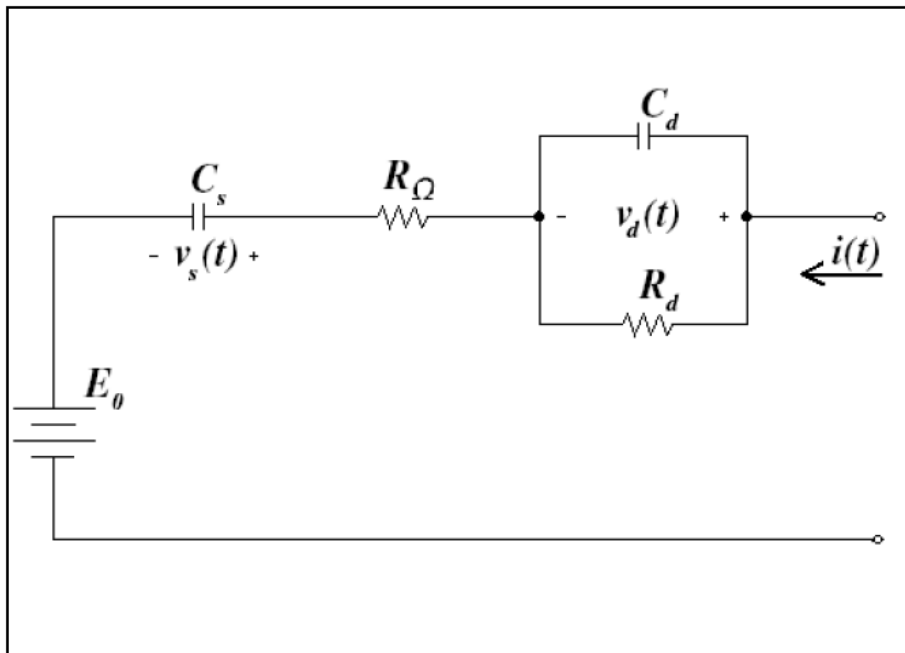 C_d
C_s
R_Ω
- v_d(t) +
- v_s(t) +
i(t)
R_d
E_0